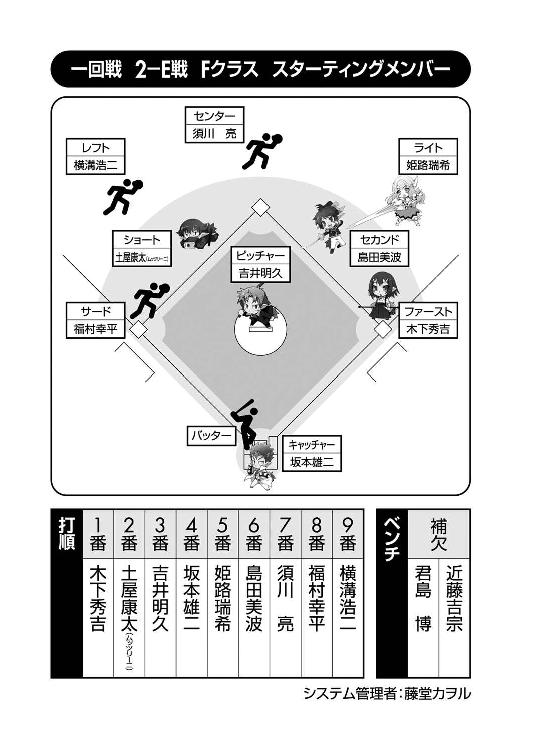 一回戦 2−E戦 Fクラス スターティングメンバー
センター
須川 亮
レフト
横溝浩二
ライト
姫路瑞希
ショート
土屋康太(ムッツリーニ)
ピッチャー
吉井明久
セカンド
島田美波
サード
福村幸平
ファースト
木下秀吉
バッター
キャッチャー
坂本雄二
打順
1番
木下秀吉
2番
土屋康太(ムッツリーニ)
3番
吉井明久
4番
坂本雄二
5番
姫路瑞希
6番
島田美波
7番
須川 亮
8番
福村幸平
9番
横溝浩二
ベンチ
補欠
近藤吉宗
君島 博
システム管理者:藤堂カヲル